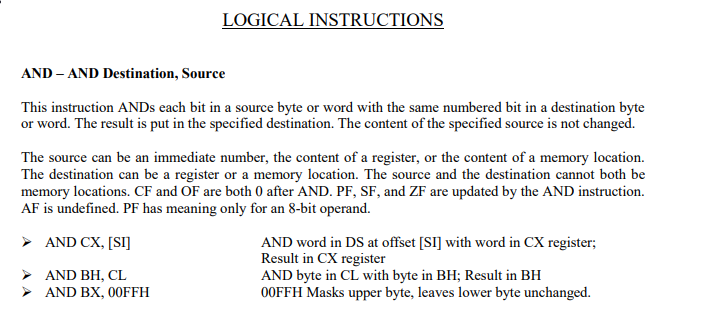 LOGICAL INSTRUCTIONS
AND – AND Destination, Source
This instruction ANDs each bit in a source byte or word with the same numbered bit in a destination byte
or word. The result is put in the specified destination. The content of the specified source is not changed.
The source can be an immediate number, the content of a register, or the content of a memory location.
The destination can be a register or a memory location. The source and the destination cannot both be
memory locations. CF and OF are both 0 after AND. PF, SF, and ZF are updated by the AND instruction.
AF is undefined. PF has meaning only for an 8-bit operand.
➢ AND CX, [SI] AND word in DS at offset [SI] with word in CX register;
Result in CX register
➢ AND BH, CL AND byte in CL with byte in BH; Result in BH
➢ AND BX, 00FFH 00FFH Masks upper byte, leaves lower byte unchanged.